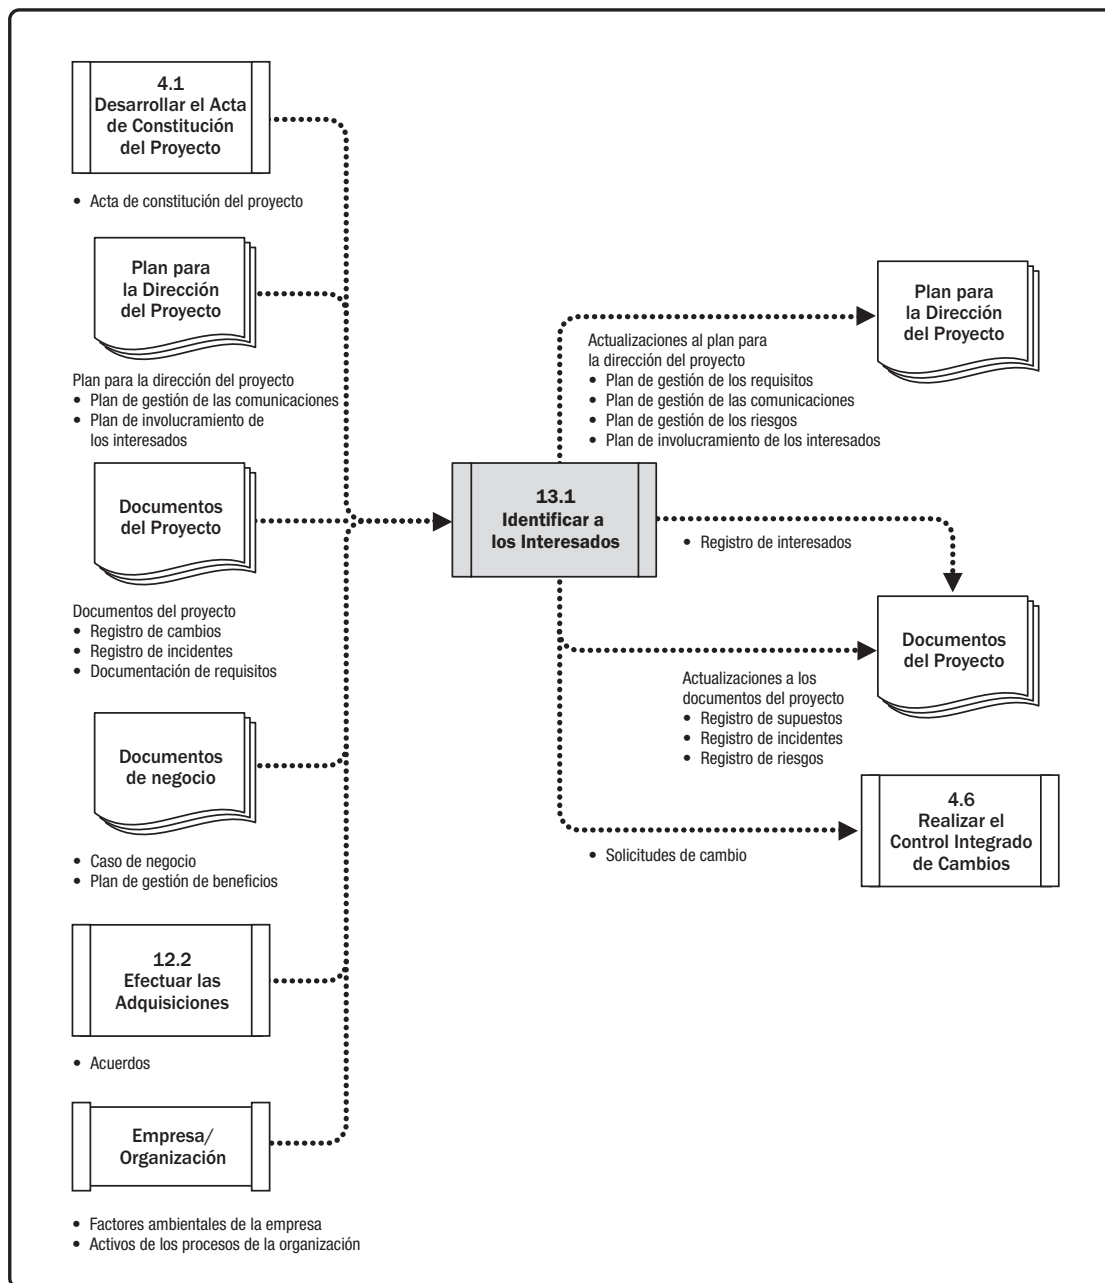 4.1
Desarrollar el Acta
de Constitución
del Proyecto
• Acta de constitución del proyecto
Plan para
la Dirección
del Proyecto
Plan para la dirección del proyecto
• Plan de gestión de las comunicaciones
• Plan de involucramiento de
los interesados
Documentos
del Proyecto
Documentos del proyecto
• Registro de cambios
• Registro de incidentes
• Documentación de requisitos
Documentos
de negocio
• Caso de negocio
• Plan de gestión de beneficios
12.2
Efectuar las
Adquisiciones
• Acuerdos
Empresa/
Organización
• Factores ambientales de la empresa
• Activos de los procesos de la organización
13.1
Identificar a
los Interesados
Actualizaciones al plan para
la dirección del proyecto
• Plan de gestión de los requisitos
• Plan de gestión de las comunicaciones
• Plan de gestión de los riesgos
• Plan de involucramiento de los interesados
Plan para
la Dirección
del Proyecto
• Registro de interesados
Documentos
del Proyecto
Actualizaciones a los
documentos del proyecto
• Registro de supuestos
• Registro de incidentes
• Registro de riesgos
• Solicitudes de cambio
4.6
Realizar el
Control Integrado
de Cambios